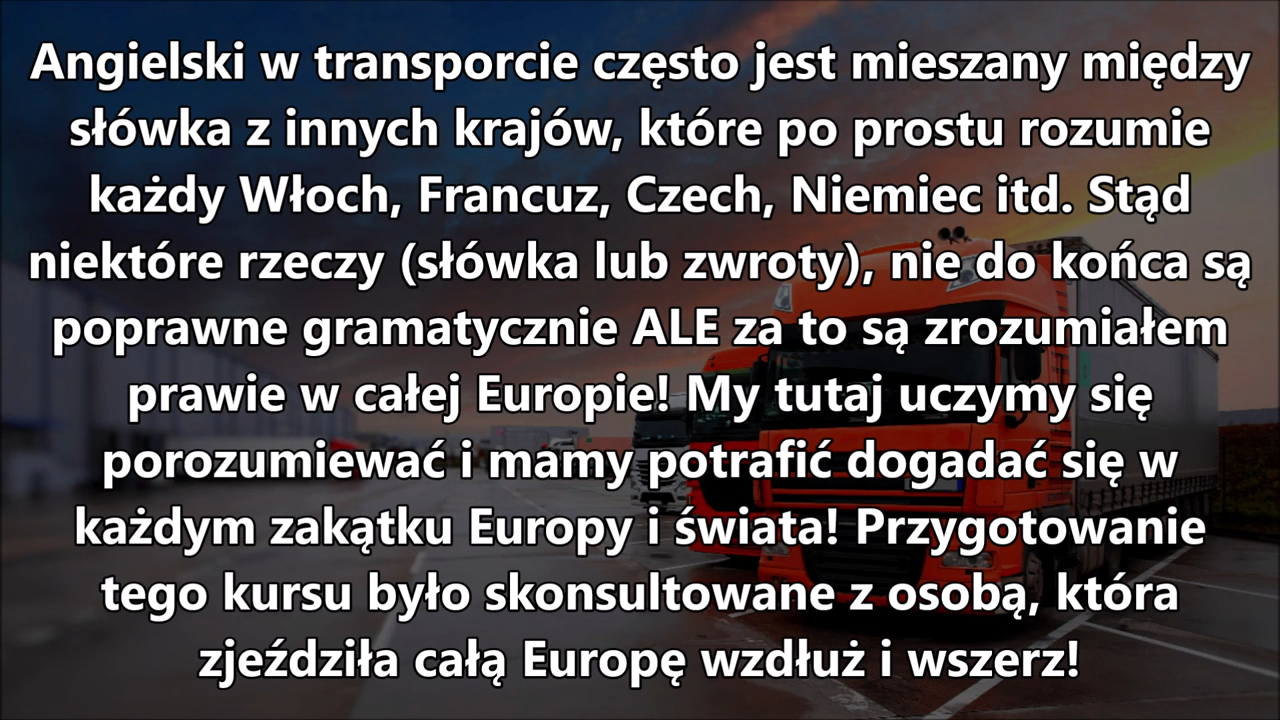 Angielski w transporcie często jest mieszany między
słówka z innych krajów, które po prostu rozumie
każdy Włoch, Francuz, Czech, Niemiec itd. Stąd
niektóre rzeczy (słówka lub zwroty), nie do końca są
poprawne gramatycznie ALE za to są zrozumiałem
prawie w całej Europie! My tutaj uczymy się
porozumiewać i mamy potrafić dogadać się w
każdym zakątku Europy i świata! Przygotowanie
tego kursu było skonsultowane z osobą, która
zjeździła całą Europę wzdłuż i wszerz!